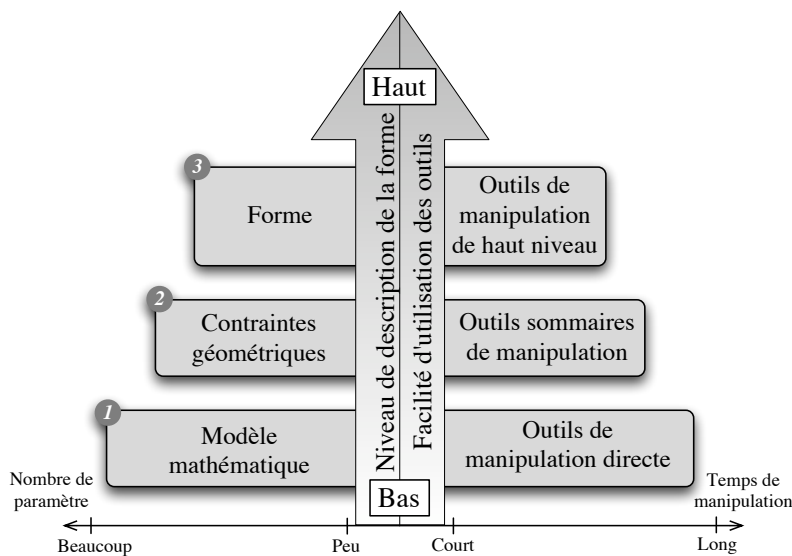 Haut
Niveau de description de la forme
Facilité d'utilisation des outils
3
Forme
Outils de
manipulation
de haut niveau
2
Contraintes
géométriques
Outils sommaires
de manipulation
1
Modèle
mathématique
Outils de
manipulation directe
Bas
Nombre de
paramètre
Temps de
manipulation
Beaucoup
Peu
Court
Long